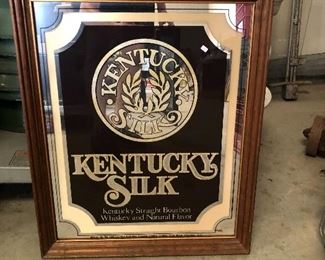 KENTUCKY
SILK
KENTUCKY
SILK
Kentucky Straight Bourbon
Whiskey and Natural Flavor